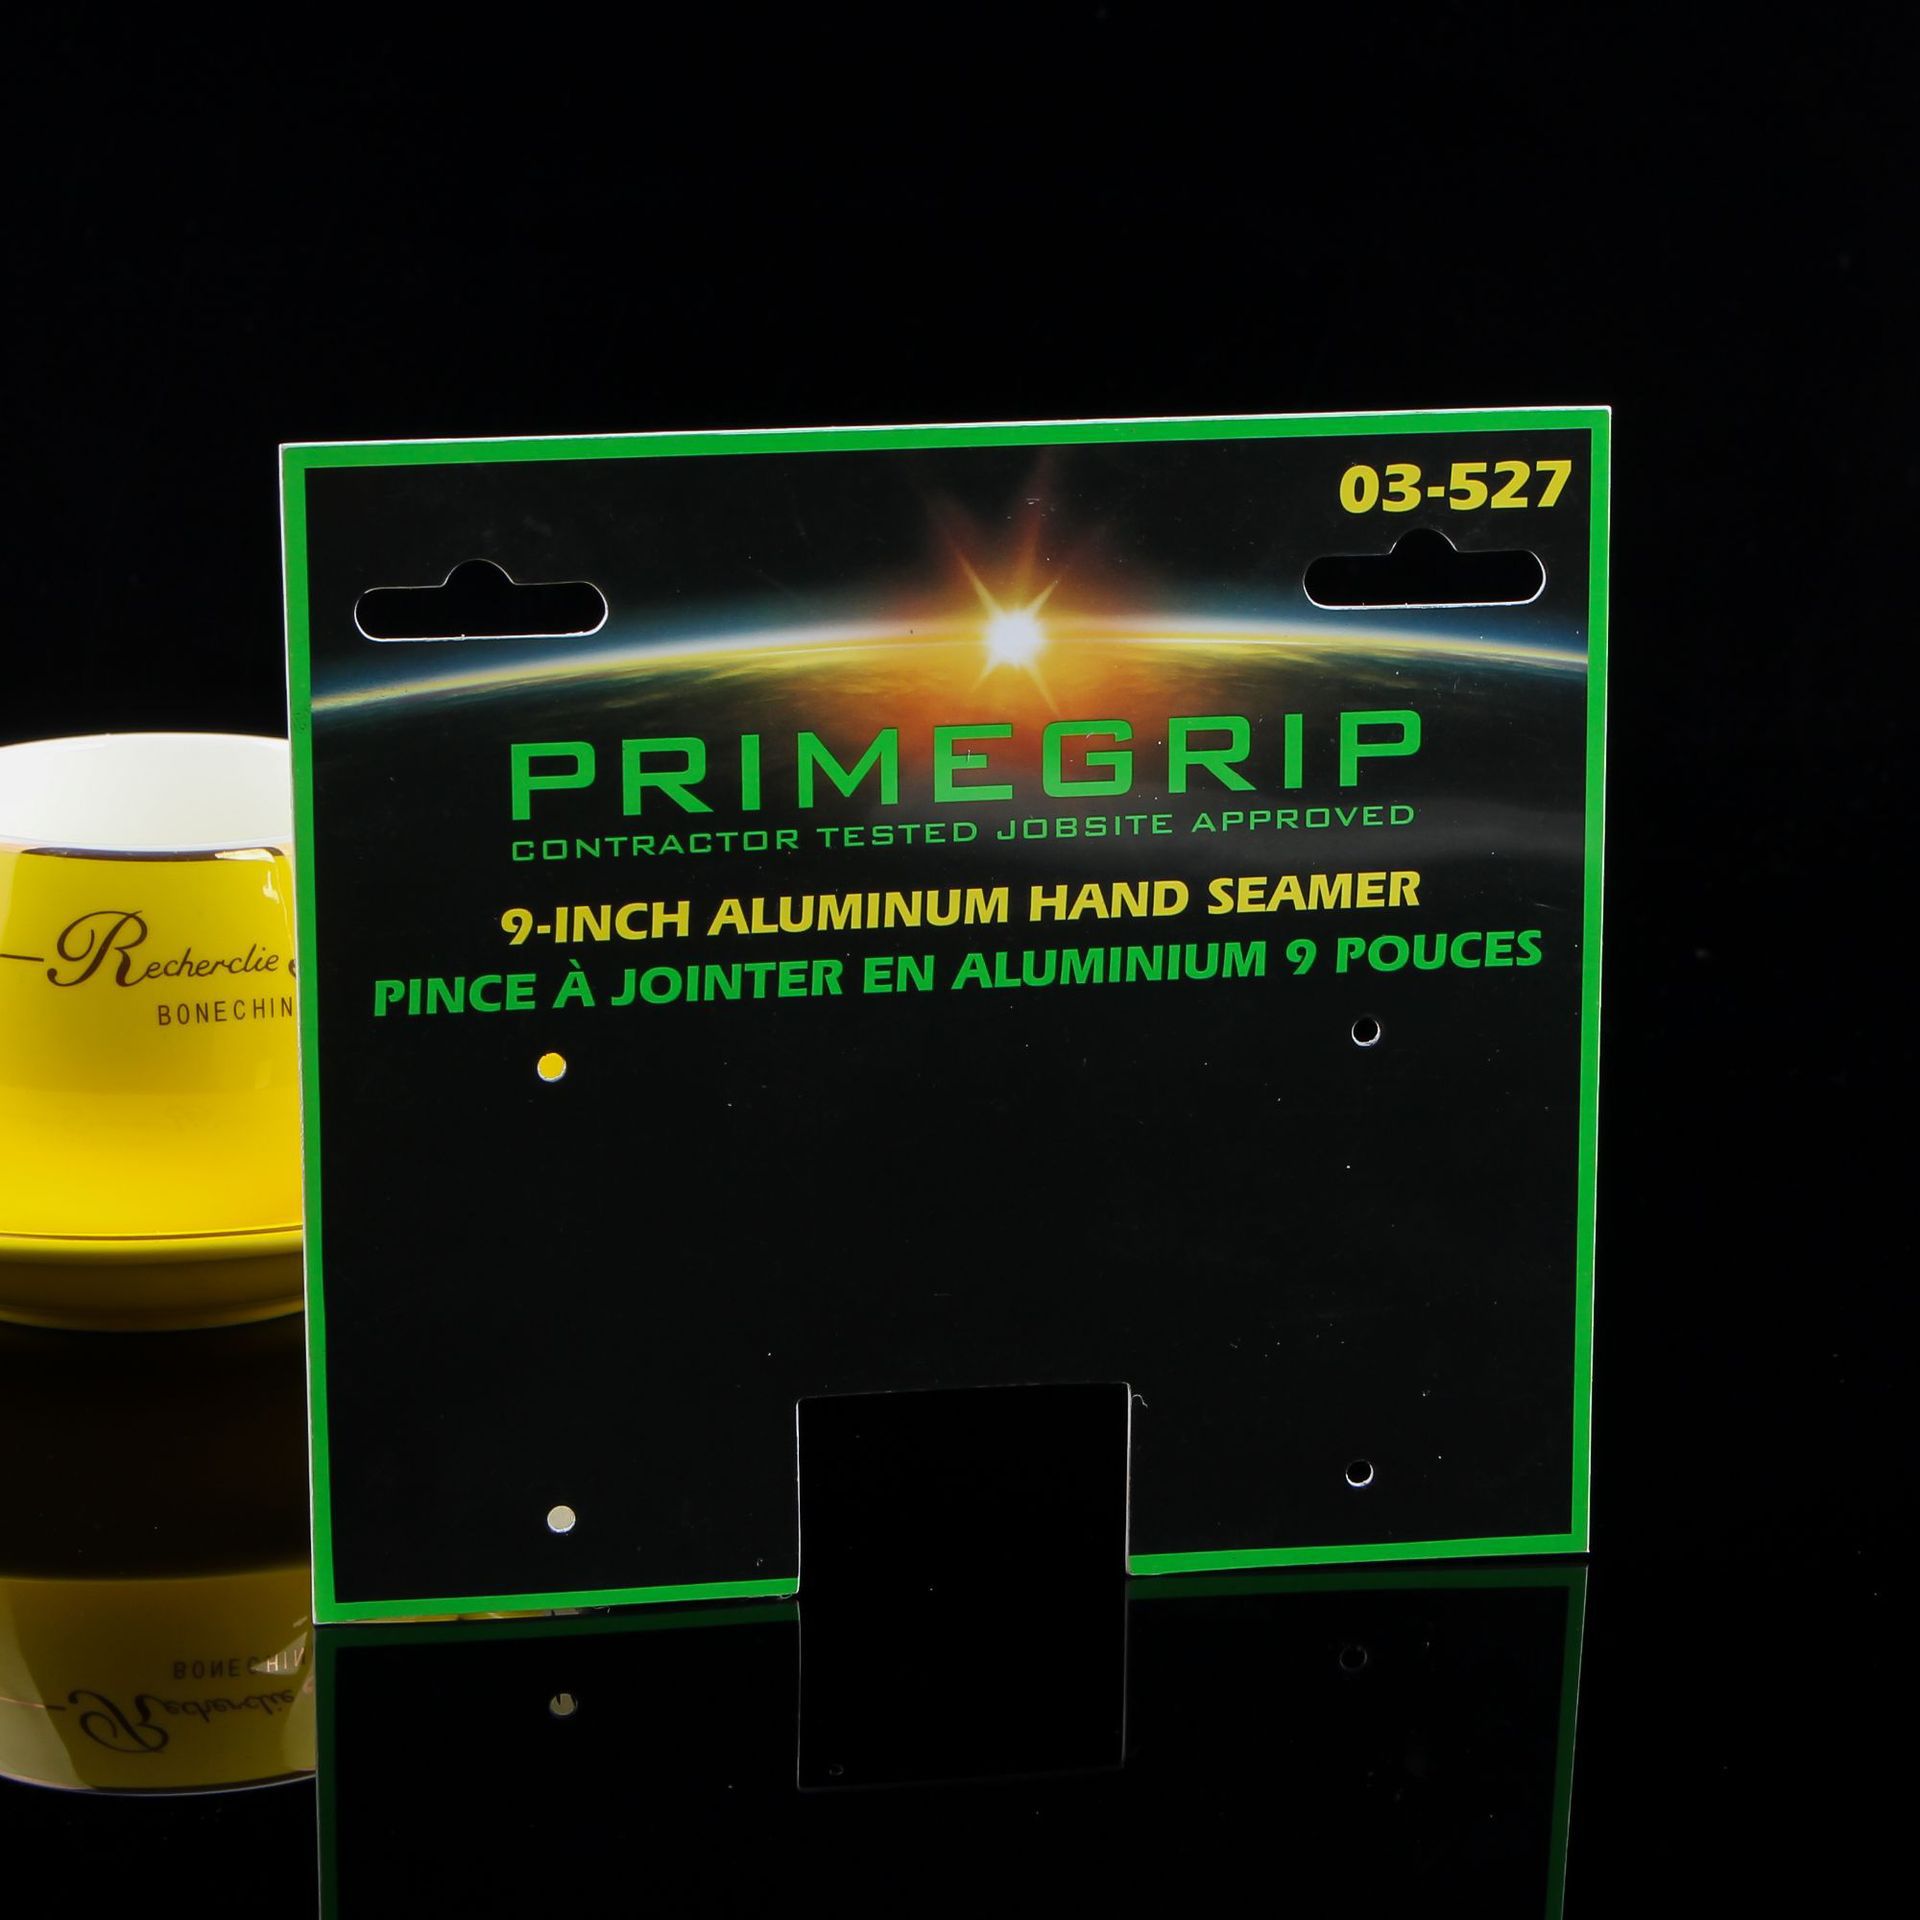 03-527
PRIMEGRIP
CONTRACTOR TESTED JOBSITE APPROVED
9-INCH ALUMINUM HAND SEAMER
PINCE À JOINTER EN ALUMINIUM 9 POUCES
Recherclie
BONECHIN